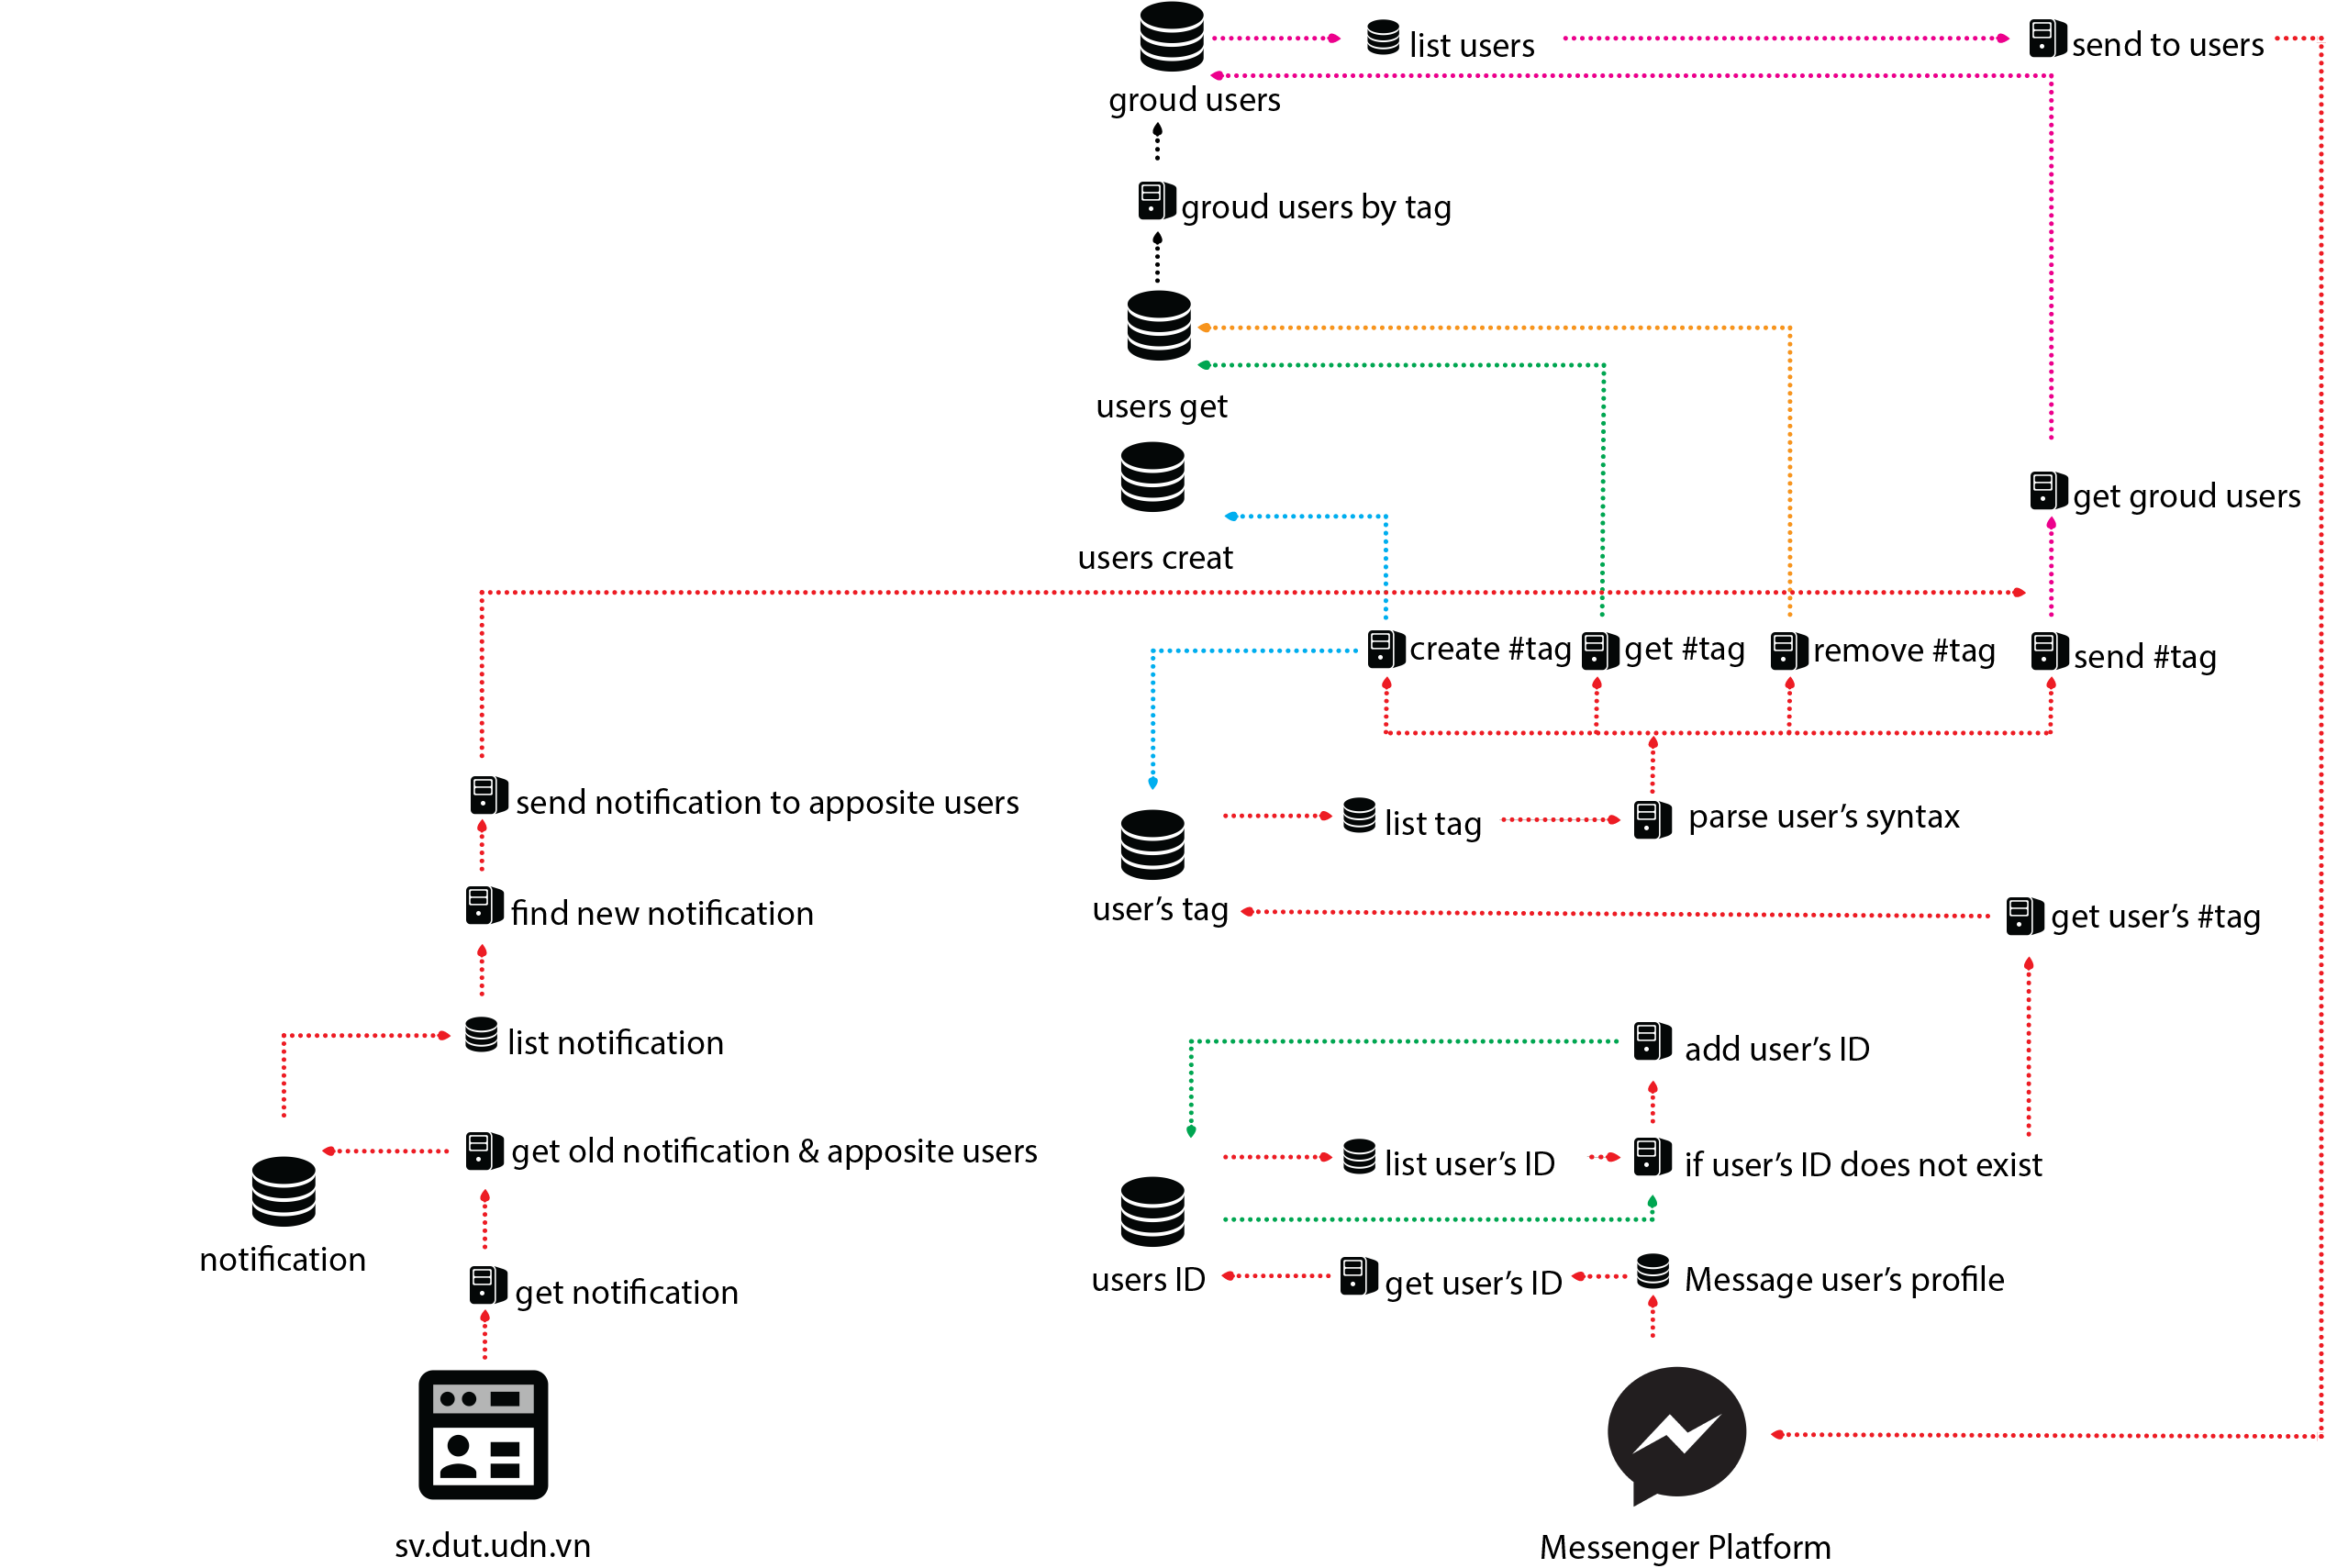 list users
send to users
groud users
groud users by tag
users get
get groud users
users creat
create #tag
get #tag
remove #tag
send #tag
send notification to apposite users
list tag
parse user's syntax
user's tag
get user's #tag
find new notification
list notification
add user's ID
get old notification & apposite users
list user's ID
if user's ID does not exist
notification
users ID
get user's ID
Message user's profile
get notification
sv.dut.udn.vn
Messenger Platform